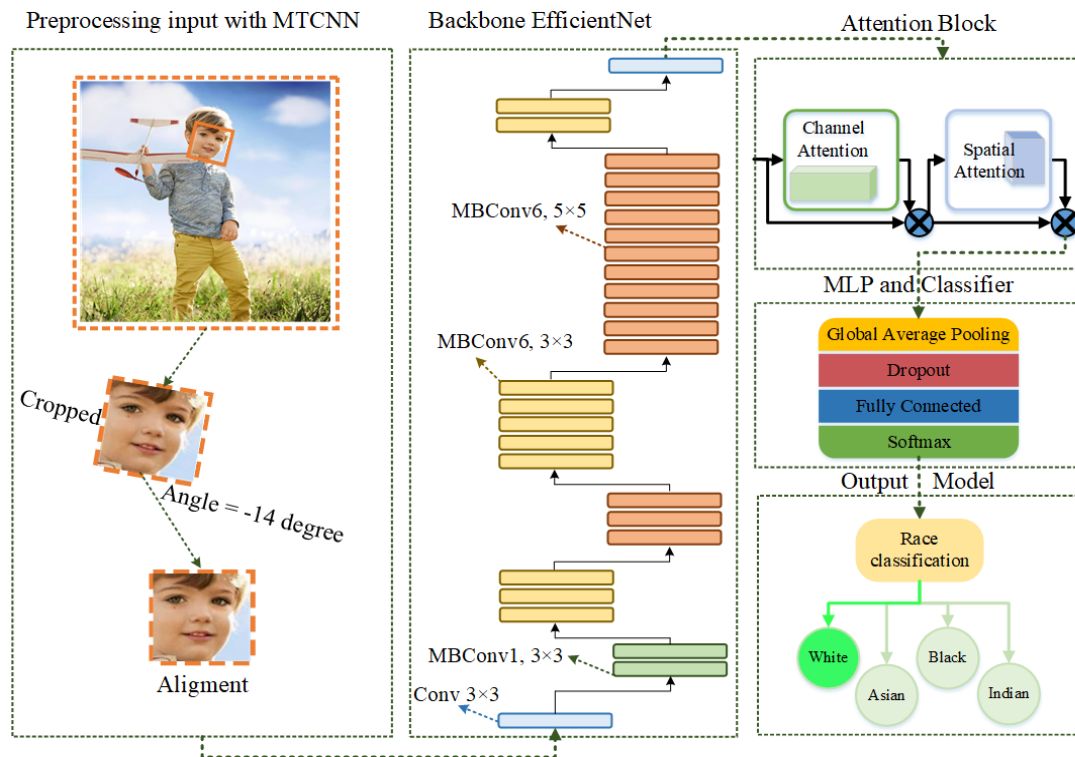 Preprocessing input with MTCNN
Cropped
Angle = -14 degree
Aligment
Backbone EfficientNet
MBConv6, 5×5
MBConv6, 3×3
MBConv1, 3×3
Conv 3×3
Attention Block
Channel
Attention
Spatial
Attention
MLP and Classifier
Global Average Pooling
Dropout
Fully Connected
Softmax
Output Model
Race
classification
White
Asian
Black
Indian